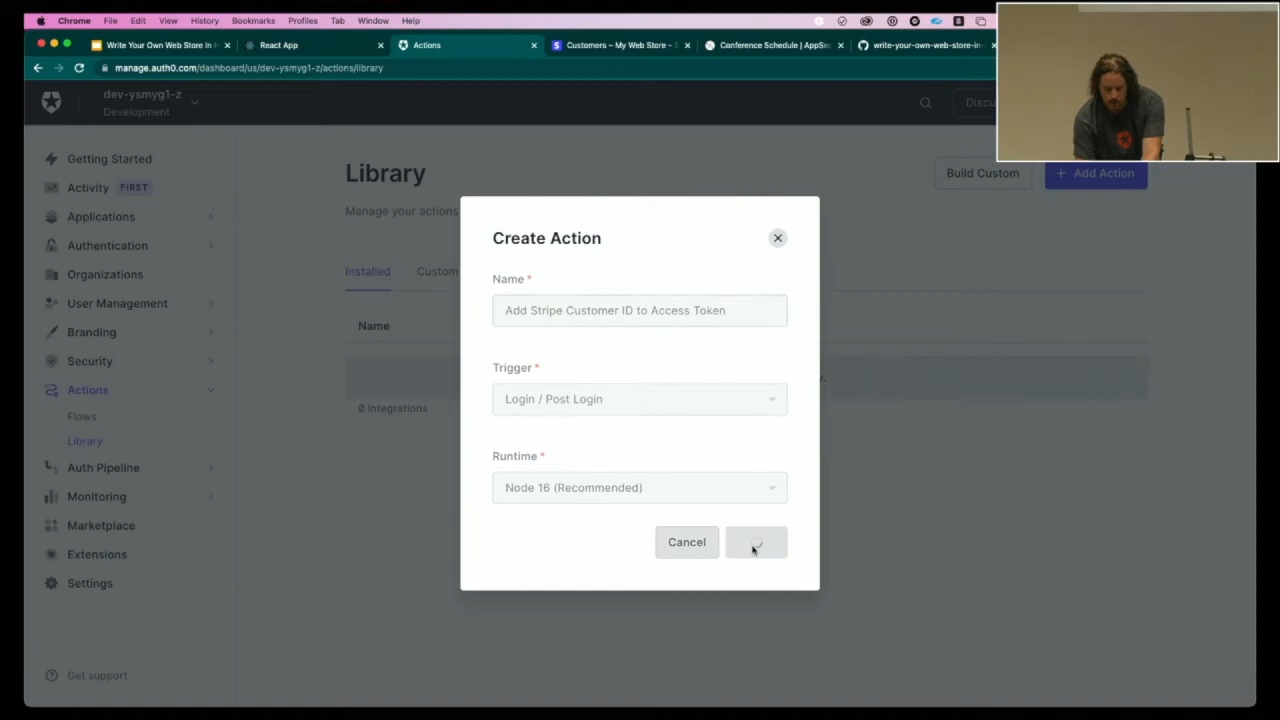 Chrome File Edit View History Bookmarks Profiles Tab Window Help
Write Your Own Web Store In React App Actions Customers – My Web Store – Conference Schedule | AppSec write-your-own-web-store-in-
manage.auth0.com/dashboard/us/dev-ysmyg1-z/actions/library
dev-ysmyg1-z
Development
Discu
Getting Started
Activity FIRST
Applications
Authentication
Organizations
User Management
Branding
Security
Actions
Flows
Library
Auth Pipeline
Monitoring
Marketplace
Extensions
Settings
Get support
Library
Build Custom
+ Add Action
Manage your actions
Installed Custom
Name
0 integrations
Create Action
Name *
Add Stripe Customer ID to Access Token
Trigger *
Login / Post Login
Runtime *
Node 16 (Recommended)
Cancel